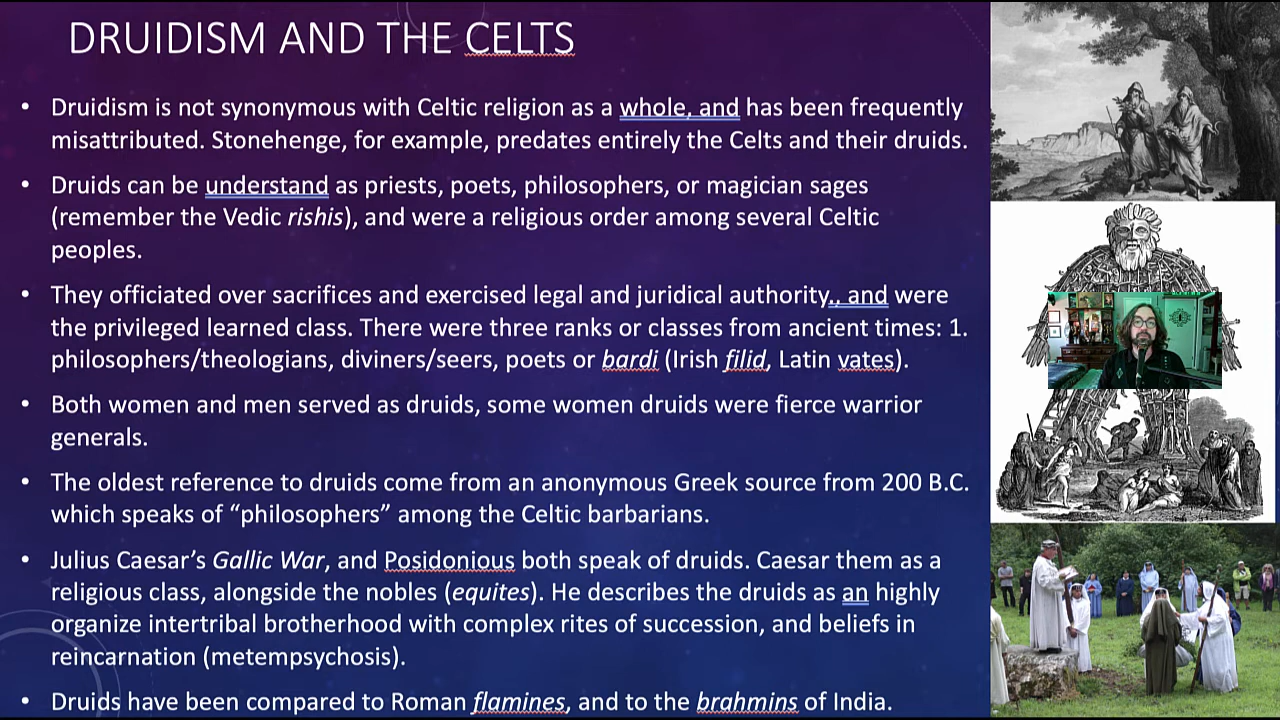 DRUIDISM AND THE CELTS
• Druidism is not synonymous with Celtic religion as a whole, and has been frequently
misattributed. Stonehenge, for example, predates entirely the Celts and their druids.
• Druids can be understand as priests, poets, philosophers, or magician sages
(remember the Vedic rishis), and were a religious order among several Celtic
peoples.
• They officiated over sacrifices and exercised legal and juridical authority., and were
the privileged learned class. There were three ranks or classes from ancient times: 1.
philosophers/theologians, diviners/seers, poets or bardi (Irish filid, Latin vates).
• Both women and men served as druids, some women druids were fierce warrior
generals.
• The oldest reference to druids come from an anonymous Greek source from 200 B.C.
which speaks of “philosophers” among the Celtic barbarians.
• Julius Caesar’s Gallic War, and Posidonious both speak of druids. Caesar them as a
religious class, alongside the nobles (equites). He describes the druids as an highly
organize intertribal brotherhood with complex rites of succession, and beliefs in
reincarnation (metempsychosis).
• Druids have been compared to Roman flamines, and to the brahmins of India.